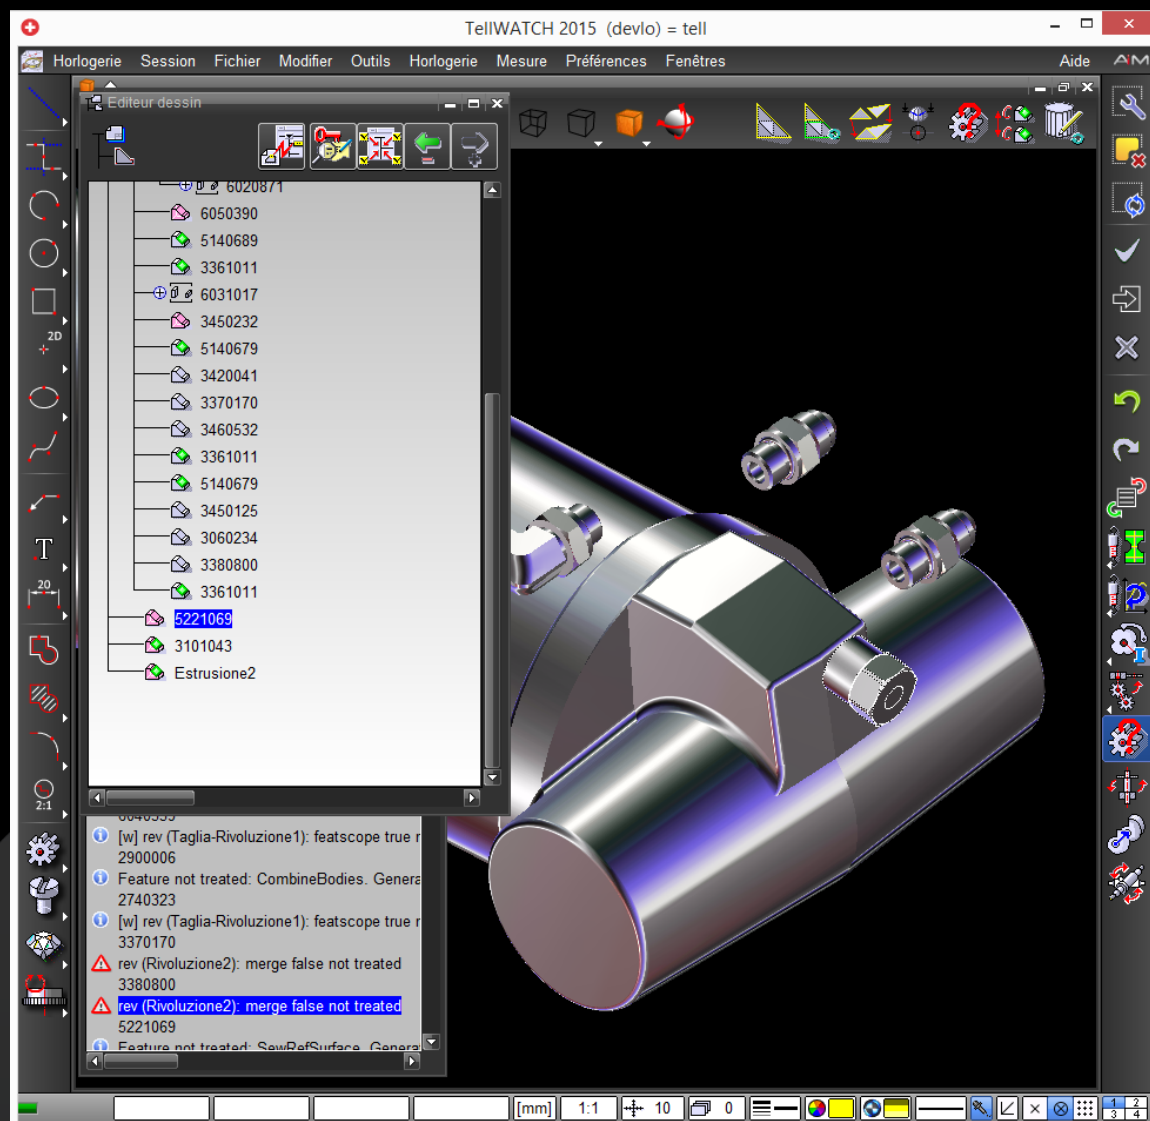 TellWATCH 2015 (devlo) = tell
Horlogerie Session Fichier Modifier Outils Horlogerie Mesure Préférences Fenêtres Aide
Editeur dessin
6020871
6050390
5140689
3361011
6031017
3450232
5140679
3420041
3370170
3460532
3361011
5140679
3450125
3060234
3380800
3361011
5221069
3101043
Estrusione2
2D
T
20
2:1
[w] rev (Taglia-Rivoluzione1): featscope true r
2900006
Feature not treated: CombineBodies. Genera
2740323
[w] rev (Taglia-Rivoluzione1): featscope true r
3370170
rev (Rivoluzione2): merge false not treated
3380800
rev (Rivoluzione2): merge false not treated
5221069
Feature not treated: SewRefSurface. Genera
[mm] 1:1 10 0
1 2
3 4